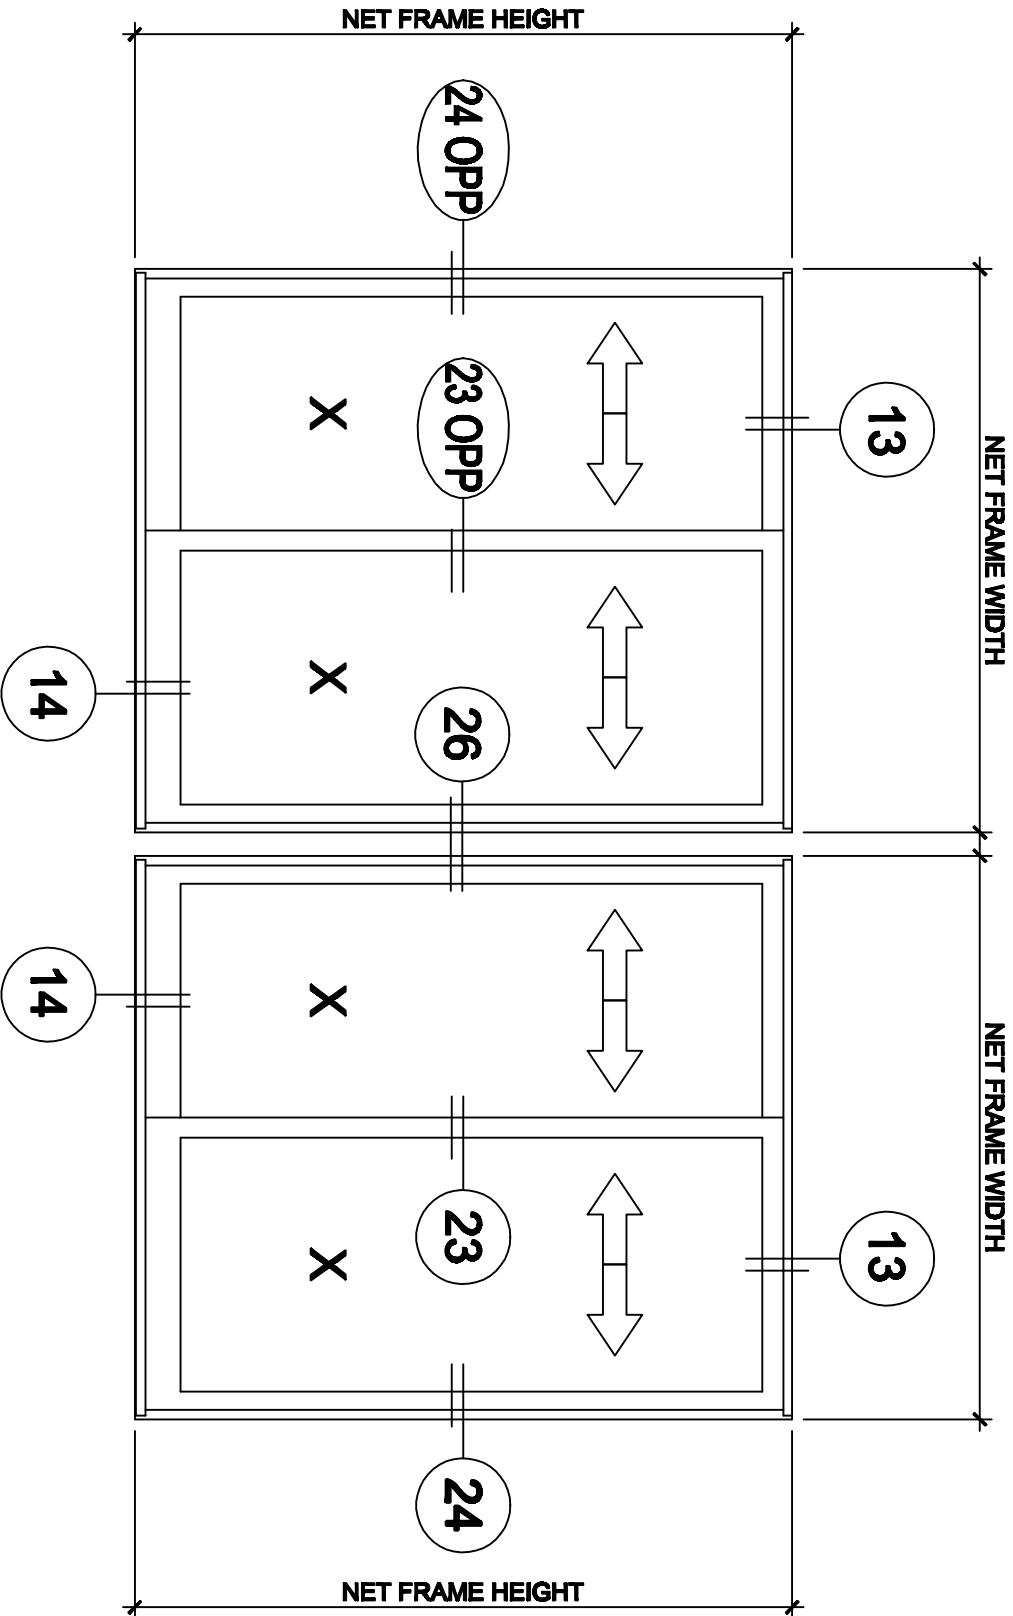 NET FRAME WIDTH
NET FRAME WIDTH
13
13
NET FRAME HEIGHT
24 OPP
23 OPP
26
23
24
NET FRAME HEIGHT
X
X
X
X
14
14